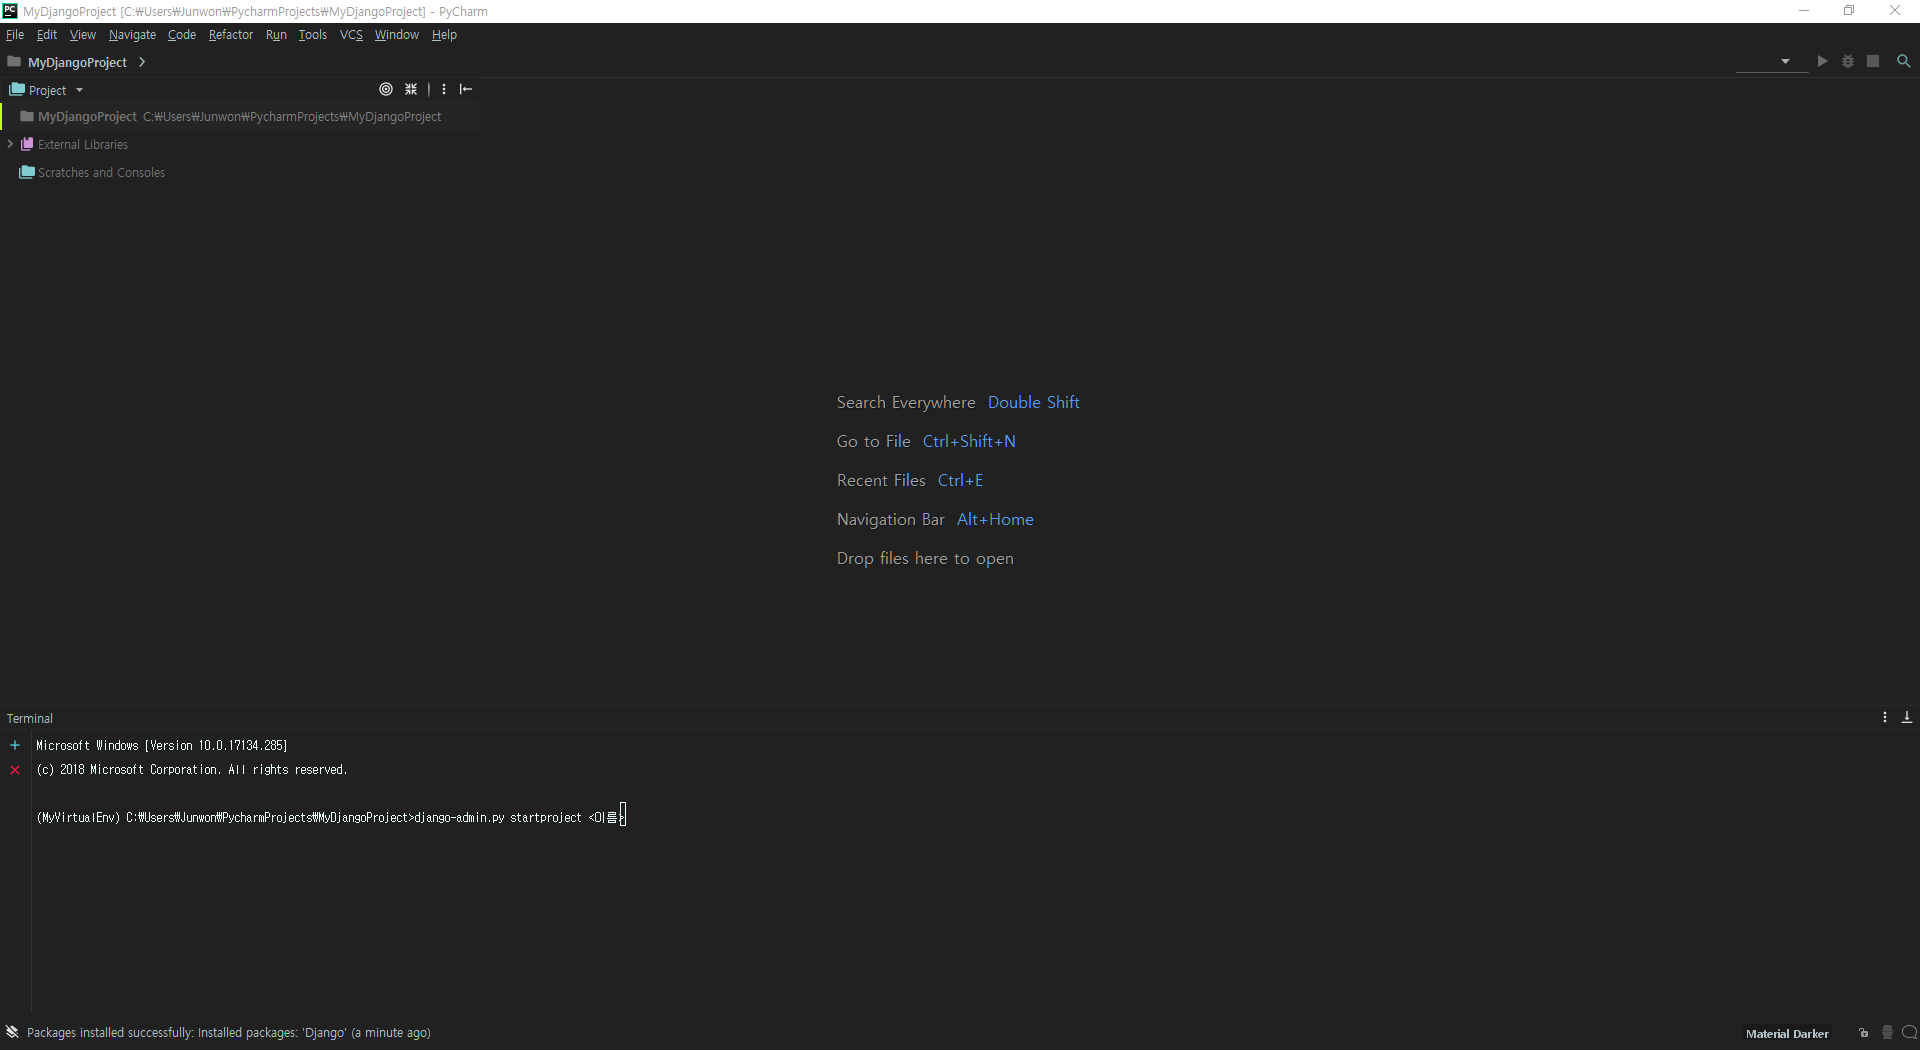 MyDjangoProject [C:₩Users₩Junwon₩PycharmProjects₩MyDjangoProject] - PyCharm
File Edit View Navigate Code Refactor Run Tools VCS Window Help
MyDjangoProject
Project
MyDjangoProject C:₩Users₩Junwon₩PycharmProjects₩MyDjangoProject
External Libraries
Scratches and Consoles
Search Everywhere Double Shift
Go to File Ctrl+Shift+N
Recent Files Ctrl+E
Navigation Bar Alt+Home
Drop files here to open
Terminal
Microsoft Windows [Version 10.0.17134.285]
(c) 2018 Microsoft Corporation. All rights reserved.
(MyVirtualEnv) C:₩Users₩Junwon₩PycharmProjects₩MyDjangoProject>django-admin.py startproject <이름>
Packages installed successfully: Installed packages: 'Django' (a minute ago)
Material Darker